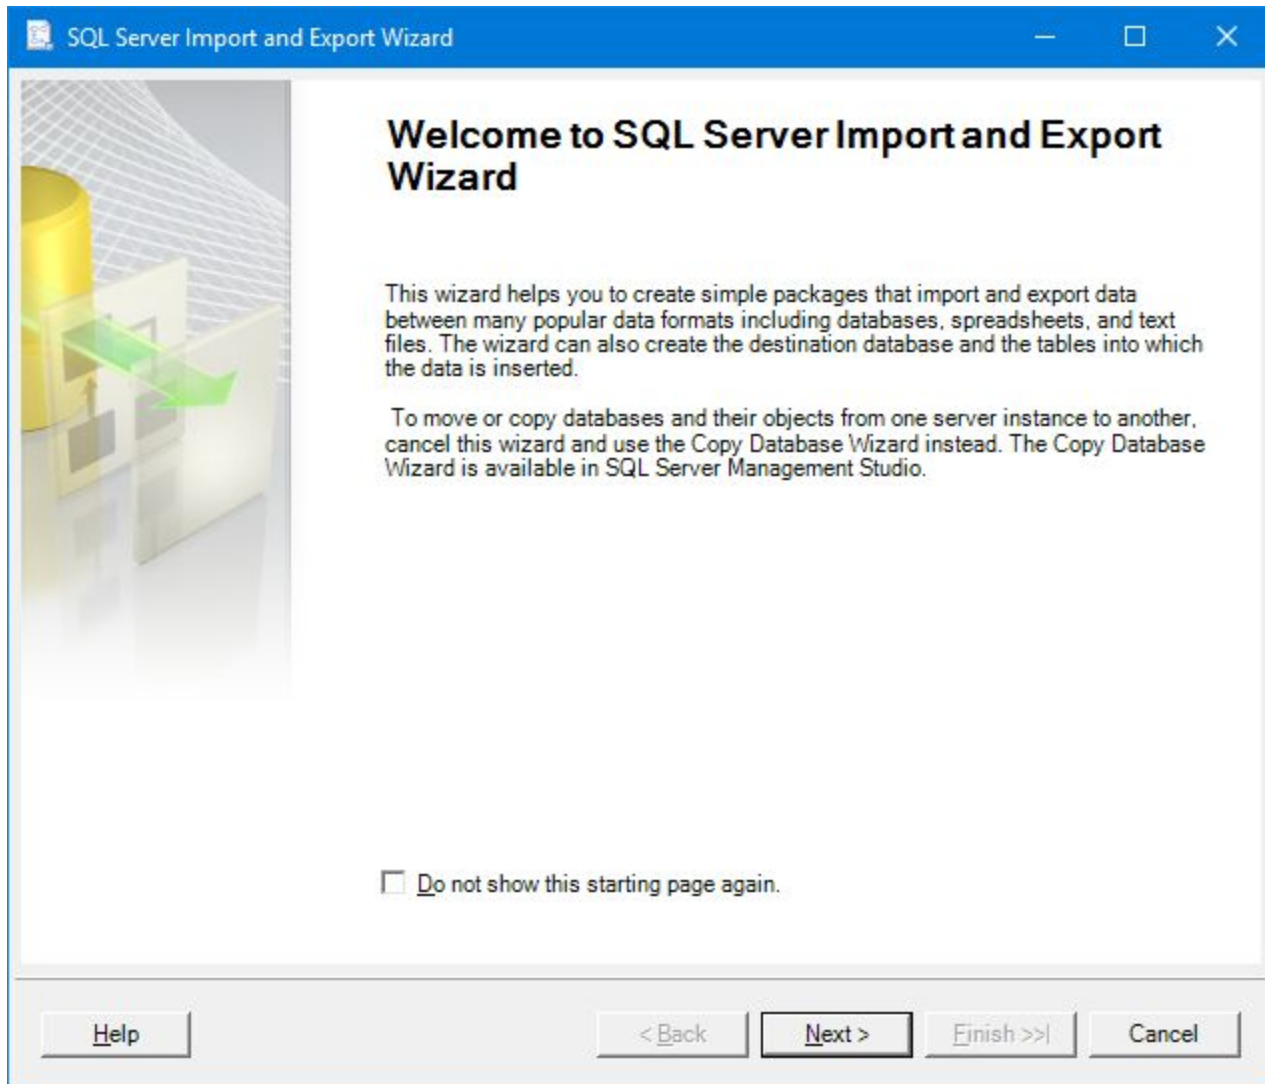 SQL Server Import and Export Wizard
Welcome to SQL Server Import and Export
Wizard
This wizard helps you to create simple packages that import and export data
between many popular data formats including databases, spreadsheets, and text
files. The wizard can also create the destination database and the tables into which
the data is inserted.
To move or copy databases and their objects from one server instance to another,
cancel this wizard and use the Copy Database Wizard instead. The Copy Database
Wizard is available in SQL Server Management Studio.
Do not show this starting page again.
Help
< Back
Next >
Finish >>|
Cancel